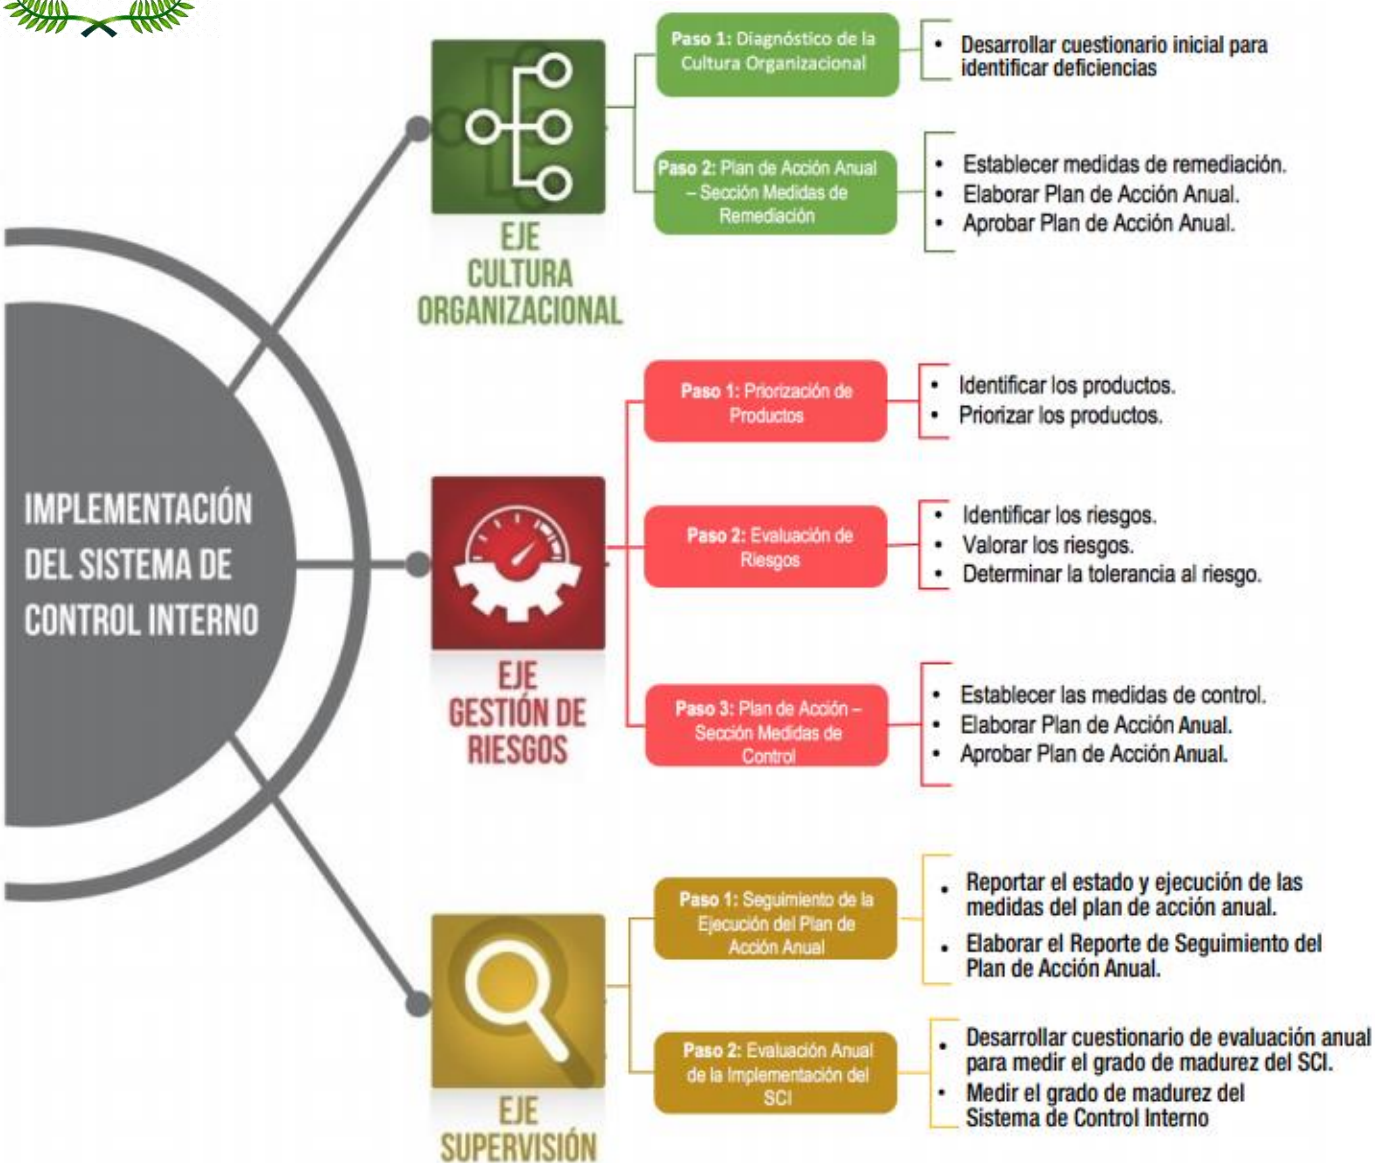 IMPLEMENTACIÓN
DEL SISTEMA DE
CONTROL INTERNO
EJE
CULTURA
ORGANIZACIONAL
Paso 1: Diagnóstico de la
Cultura Organizacional
• Desarrollar cuestionario inicial para
identificar deficiencias
Paso 2: Plan de Acción Anual
– Sección Medidas de
Remediación
• Establecer medidas de remediación.
• Elaborar Plan de Acción Anual.
• Aprobar Plan de Acción Anual.
EJE
GESTIÓN DE
RIESGOS
Paso 1: Priorización de
Productos
• Identificar los productos.
• Priorizar los productos.
Paso 2: Evaluación de
Riesgos
• Identificar los riesgos.
• Valorar los riesgos.
• Determinar la tolerancia al riesgo.
Paso 3: Plan de Acción –
Sección Medidas de
Control
• Establecer las medidas de control.
• Elaborar Plan de Acción Anual.
• Aprobar Plan de Acción Anual.
EJE
SUPERVISIÓN
Paso 1: Seguimiento de la
Ejecución del Plan de
Acción Anual
• Reportar el estado y ejecución de las
medidas del plan de acción anual.
• Elaborar el Reporte de Seguimiento del
Plan de Acción Anual.
Paso 2: Evaluación Anual
de la Implementación del
SCI
• Desarrollar cuestionario de evaluación anual
para medir el grado de madurez del SCI.
• Medir el grado de madurez del
Sistema de Control Interno